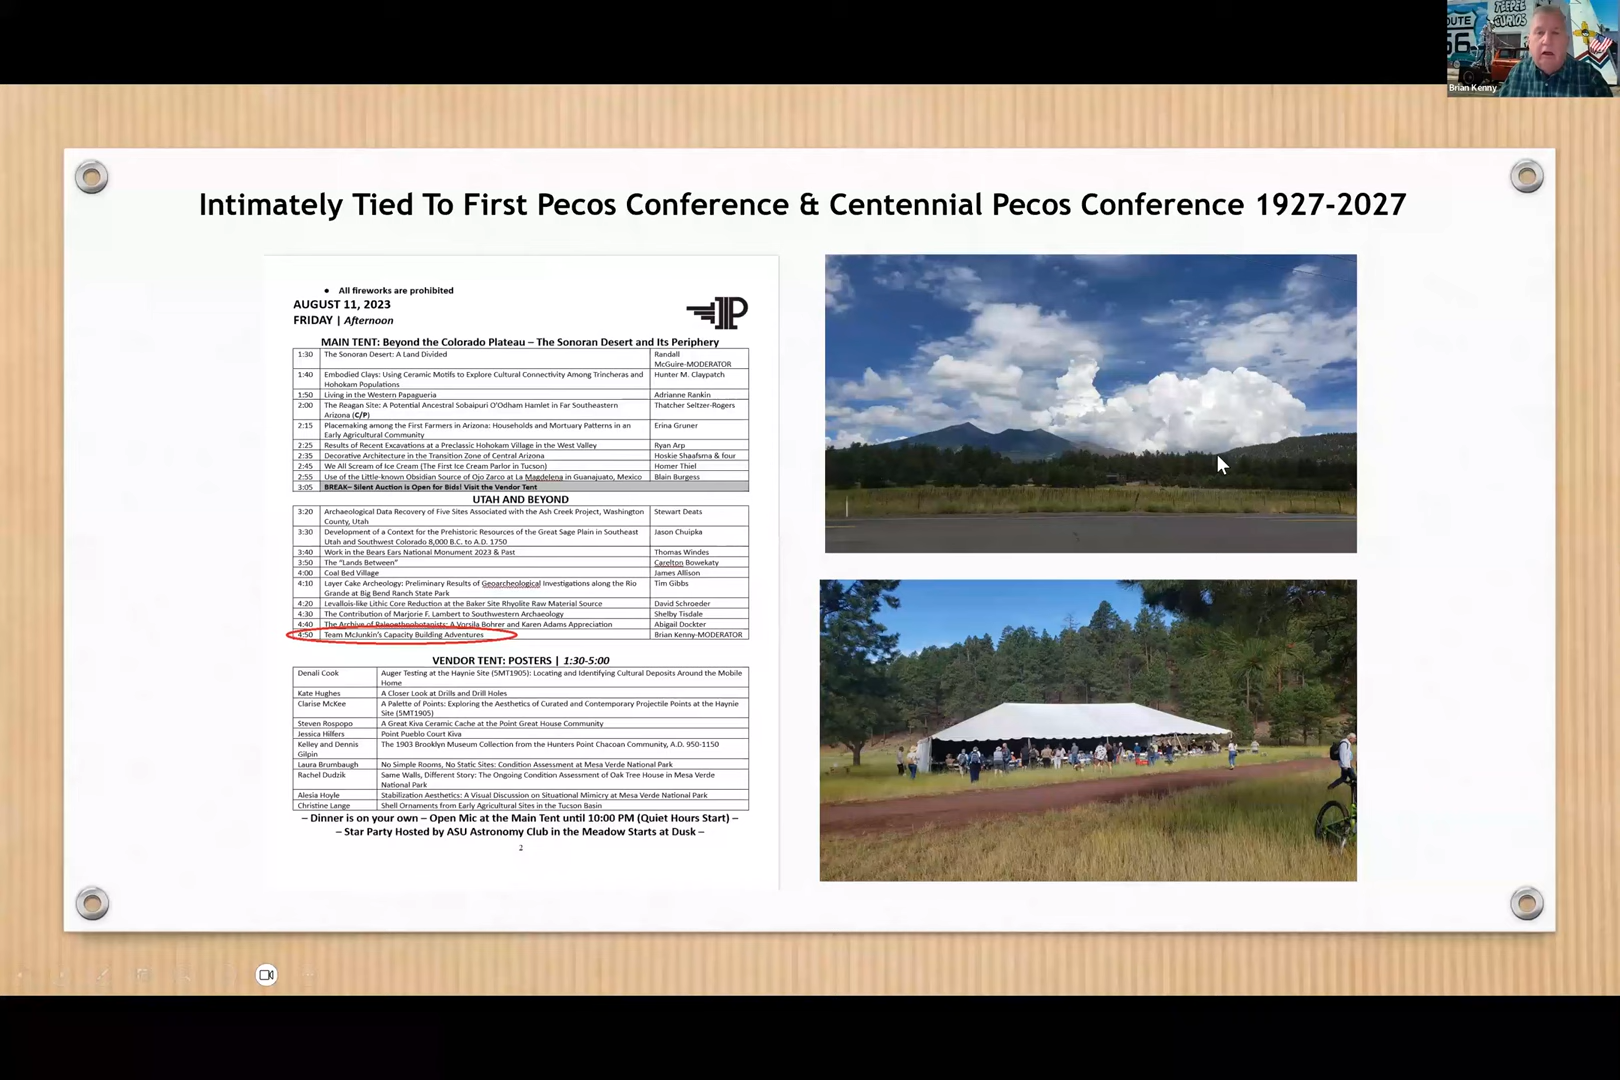 ROUTE
66
TEEPEE
CURIOS
Brian Kenny
Intimately Tied To First Pecos Conference & Centennial Pecos Conference 1927-2027
• All fireworks are prohibited
AUGUST 11, 2023
FRIDAY | Afternoon
P
MAIN TENT: Beyond the Colorado Plateau – The Sonoran Desert and Its Periphery
1:30 The Sonoran Desert: A Land Divided Randall
McGuire-MODERATOR
1:40 Embodied Clays: Using Ceramic Motifs to Explore Cultural Connectivity Among Trincheras and Hunter M. Claypatch
Hohokam Populations
1:50 Living in the Western Papagueria Adrianne Rankin
2:00 The Reagan Site: A Potential Ancestral Sobaipuri O'Odham Hamlet in Far Southeastern Thatcher Seltzer-Rogers
Arizona (C/P)
2:15 Placemaking among the First Farmers in Arizona: Households and Mortuary Patterns in an Erina Gruner
Early Agricultural Community
2:25 Results of Recent Excavations at a Preclassic Hohokam Village in the West Valley Ryan Arp
2:35 Decorative Architecture in the Transition Zone of Central Arizona Hoskie Shaafsma & four
2:45 We All Scream of Ice Cream (The First Ice Cream Parlor in Tucson) Homer Thiel
2:55 Use of the Little-known Obsidian Source of Ojo Zarco at La Magdelena in Guanajuato, Mexico Blain Burgess
3:05 BREAK– Silent Auction is Open for Bids! Visit the Vendor Tent
UTAH AND BEYOND
3:20 Archaeological Data Recovery of Five Sites Associated with the Ash Creek Project, Washington Stewart Deats
County, Utah
3:30 Development of a Context for the Prehistoric Resources of the Great Sage Plain in Southeast Jason Chuipka
Utah and Southwest Colorado 8,000 B.C. to A.D. 1750
3:40 Work in the Bears Ears National Monument 2023 & Past Thomas Windes
3:50 The "Lands Between" Carelton Bowekaty
4:00 Coal Bed Village James Allison
4:10 Layer Cake Archeology: Preliminary Results of Geoarcheological Investigations along the Rio Tim Gibbs
Grande at Big Bend Ranch State Park
4:20 Levallois-like Lithic Core Reduction at the Baker Site Rhyolite Raw Material Source David Schroeder
4:30 The Contribution of Marjorie F. Lambert to Southwestern Archaeology Shelby Tisdale
4:40 The Archive of Paleoethnobotanists: A Vorsila Bohrer and Karen Adams Appreciation Abigail Dockter
4:50 Team McJunkin's Capacity Building Adventures Brian Kenny-MODERATOR
VENDOR TENT: POSTERS | 1:30-5:00
Denali Cook Auger Testing at the Haynie Site (5MT1905): Locating and Identifying Cultural Deposits Around the Mobile
Home
Kate Hughes A Closer Look at Drills and Drill Holes
Clarise McKee A Palette of Points: Exploring the Aesthetics of Curated and Contemporary Projectile Points at the Haynie
Site (5MT1905)
Steven Rospopo A Great Kiva Ceramic Cache at the Point Great House Community
Jessica Hilfers Point Pueblo Court Kiva
Kelley and Dennis The 1903 Brooklyn Museum Collection from the Hunters Point Chacoan Community, A.D. 950-1150
Gilpin
Laura Brumbaugh No Simple Rooms, No Static Sites: Condition Assessment at Mesa Verde National Park
Rachel Dudzik Same Walls, Different Story: The Ongoing Condition Assessment of Oak Tree House in Mesa Verde
National Park
Alesia Hoyle Stabilization Aesthetics: A Visual Discussion on Situational Mimicry at Mesa Verde National Park
Christine Lange Shell Ornaments from Early Agricultural Sites in the Tucson Basin
– Dinner is on your own – Open Mic at the Main Tent until 10:00 PM (Quiet Hours Start) –
– Star Party Hosted by ASU Astronomy Club in the Meadow Starts at Dusk –
2